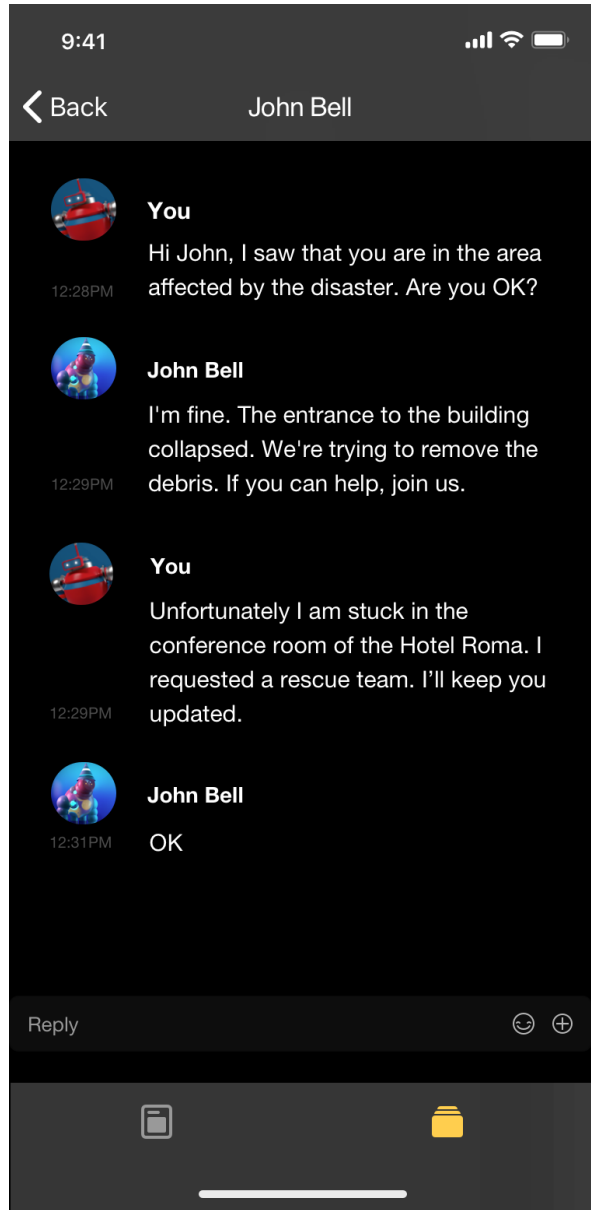 9:41
Back
John Bell
You
Hi John, I saw that you are in the area
affected by the disaster. Are you OK?
12:28PM
John Bell
I'm fine. The entrance to the building
collapsed. We're trying to remove the
debris. If you can help, join us.
12:29PM
You
Unfortunately I am stuck in the
conference room of the Hotel Roma. I
requested a rescue team. I’ll keep you
updated.
12:29PM
John Bell
OK
12:31PM
Reply